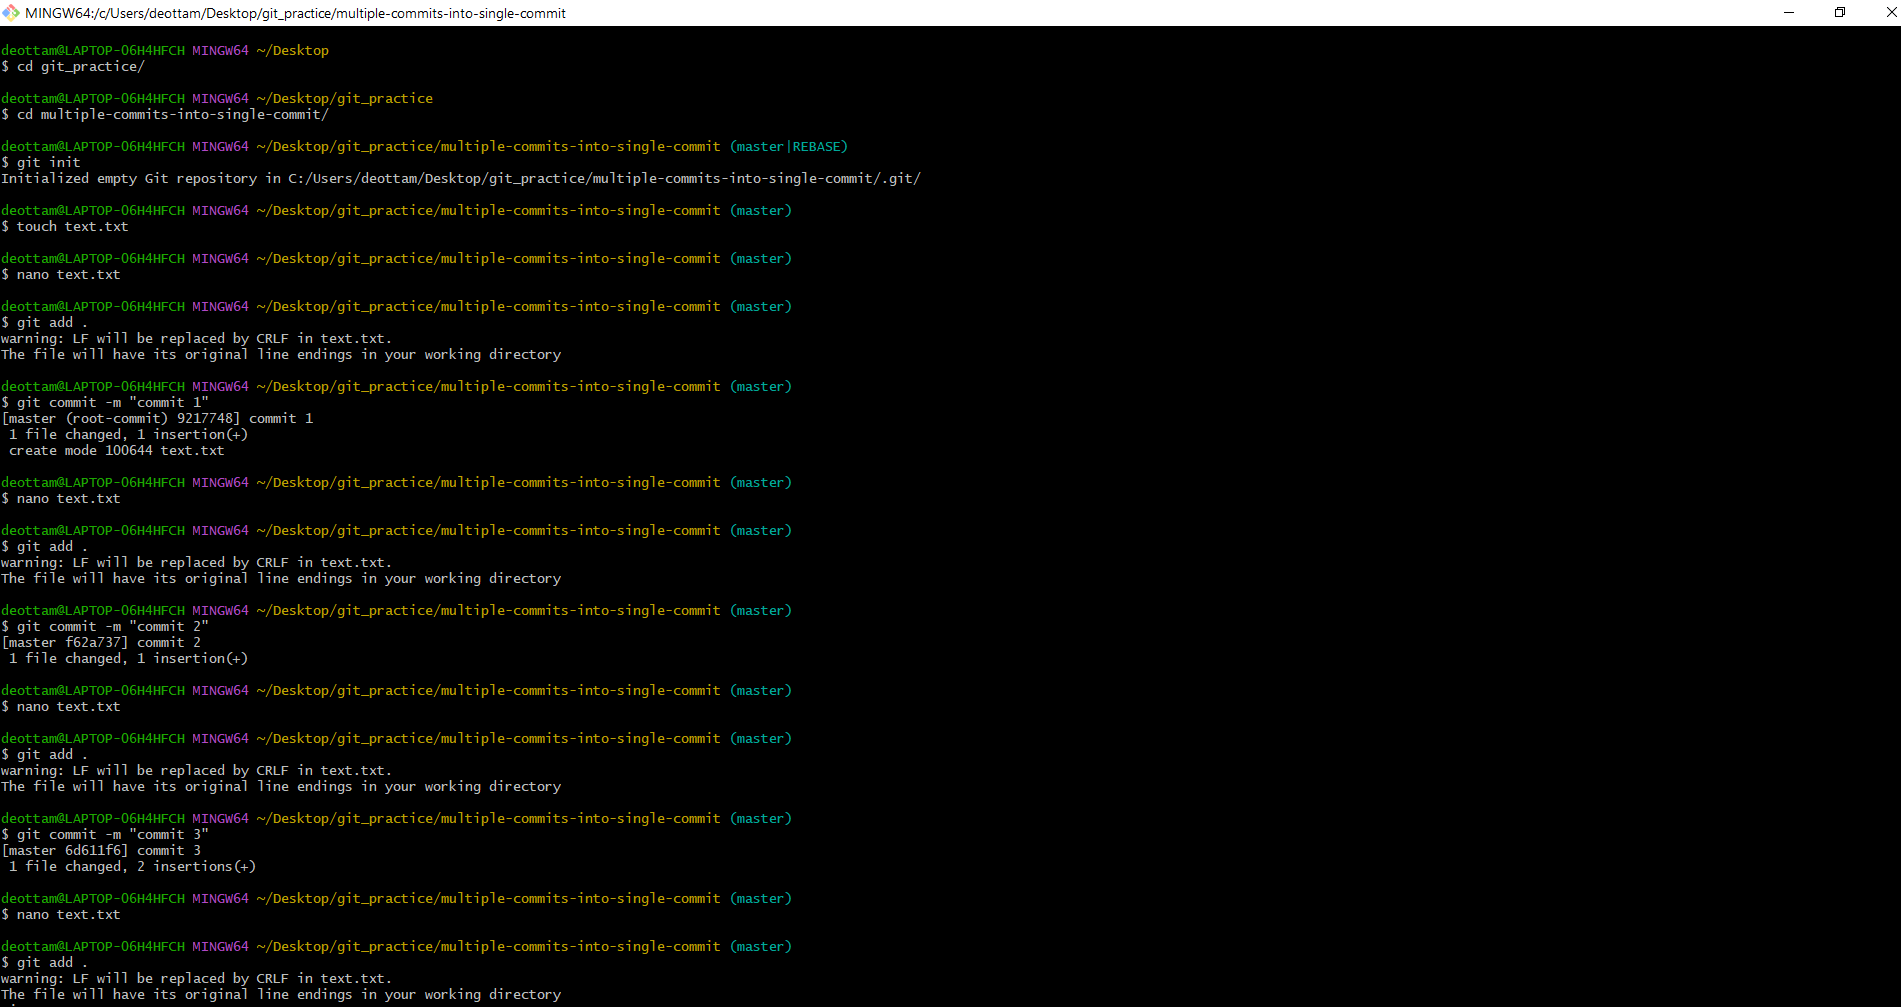 MINGW64:/c/Users/deottam/Desktop/git_practice/multiple-commits-into-single-commit
deottam@LAPTOP-06H4HFCH MINGW64 ~/Desktop
$ cd git_practice/
deottam@LAPTOP-06H4HFCH MINGW64 ~/Desktop/git_practice
$ cd multiple-commits-into-single-commit/
deottam@LAPTOP-06H4HFCH MINGW64 ~/Desktop/git_practice/multiple-commits-into-single-commit (master|REBASE)
$ git init
Initialized empty Git repository in C:/Users/deottam/Desktop/git_practice/multiple-commits-into-single-commit/.git/
deottam@LAPTOP-06H4HFCH MINGW64 ~/Desktop/git_practice/multiple-commits-into-single-commit (master)
$ touch text.txt
deottam@LAPTOP-06H4HFCH MINGW64 ~/Desktop/git_practice/multiple-commits-into-single-commit (master)
$ nano text.txt
deottam@LAPTOP-06H4HFCH MINGW64 ~/Desktop/git_practice/multiple-commits-into-single-commit (master)
$ git add .
warning: LF will be replaced by CRLF in text.txt.
The file will have its original line endings in your working directory
deottam@LAPTOP-06H4HFCH MINGW64 ~/Desktop/git_practice/multiple-commits-into-single-commit (master)
$ git commit -m "commit 1"
[master (root-commit) 9217748] commit 1
1 file changed, 1 insertion(+)
create mode 100644 text.txt
deottam@LAPTOP-06H4HFCH MINGW64 ~/Desktop/git_practice/multiple-commits-into-single-commit (master)
$ nano text.txt
deottam@LAPTOP-06H4HFCH MINGW64 ~/Desktop/git_practice/multiple-commits-into-single-commit (master)
$ git add .
warning: LF will be replaced by CRLF in text.txt.
The file will have its original line endings in your working directory
deottam@LAPTOP-06H4HFCH MINGW64 ~/Desktop/git_practice/multiple-commits-into-single-commit (master)
$ git commit -m "commit 2"
[master f62a737] commit 2
1 file changed, 1 insertion(+)
deottam@LAPTOP-06H4HFCH MINGW64 ~/Desktop/git_practice/multiple-commits-into-single-commit (master)
$ nano text.txt
deottam@LAPTOP-06H4HFCH MINGW64 ~/Desktop/git_practice/multiple-commits-into-single-commit (master)
$ git add .
warning: LF will be replaced by CRLF in text.txt.
The file will have its original line endings in your working directory
deottam@LAPTOP-06H4HFCH MINGW64 ~/Desktop/git_practice/multiple-commits-into-single-commit (master)
$ git commit -m "commit 3"
[master 6d611f6] commit 3
1 file changed, 2 insertions(+)
deottam@LAPTOP-06H4HFCH MINGW64 ~/Desktop/git_practice/multiple-commits-into-single-commit (master)
$ nano text.txt
deottam@LAPTOP-06H4HFCH MINGW64 ~/Desktop/git_practice/multiple-commits-into-single-commit (master)
$ git add .
warning: LF will be replaced by CRLF in text.txt.
The file will have its original line endings in your working directory